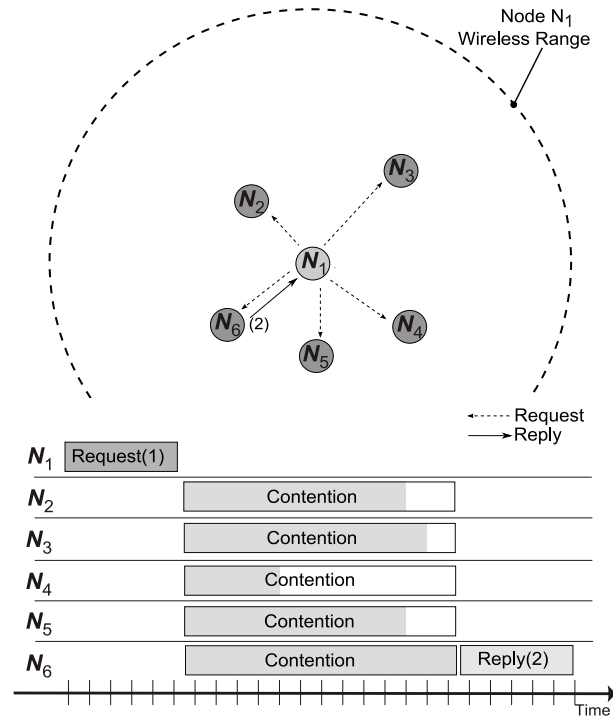 Node N1
Wireless Range
N3
N2
N1
N6 (2)
N4
N5
Request
Reply
N1 Request(1)
N2 Contention
N3 Contention
N4 Contention
N5 Contention
N6 Contention Reply(2)
Time